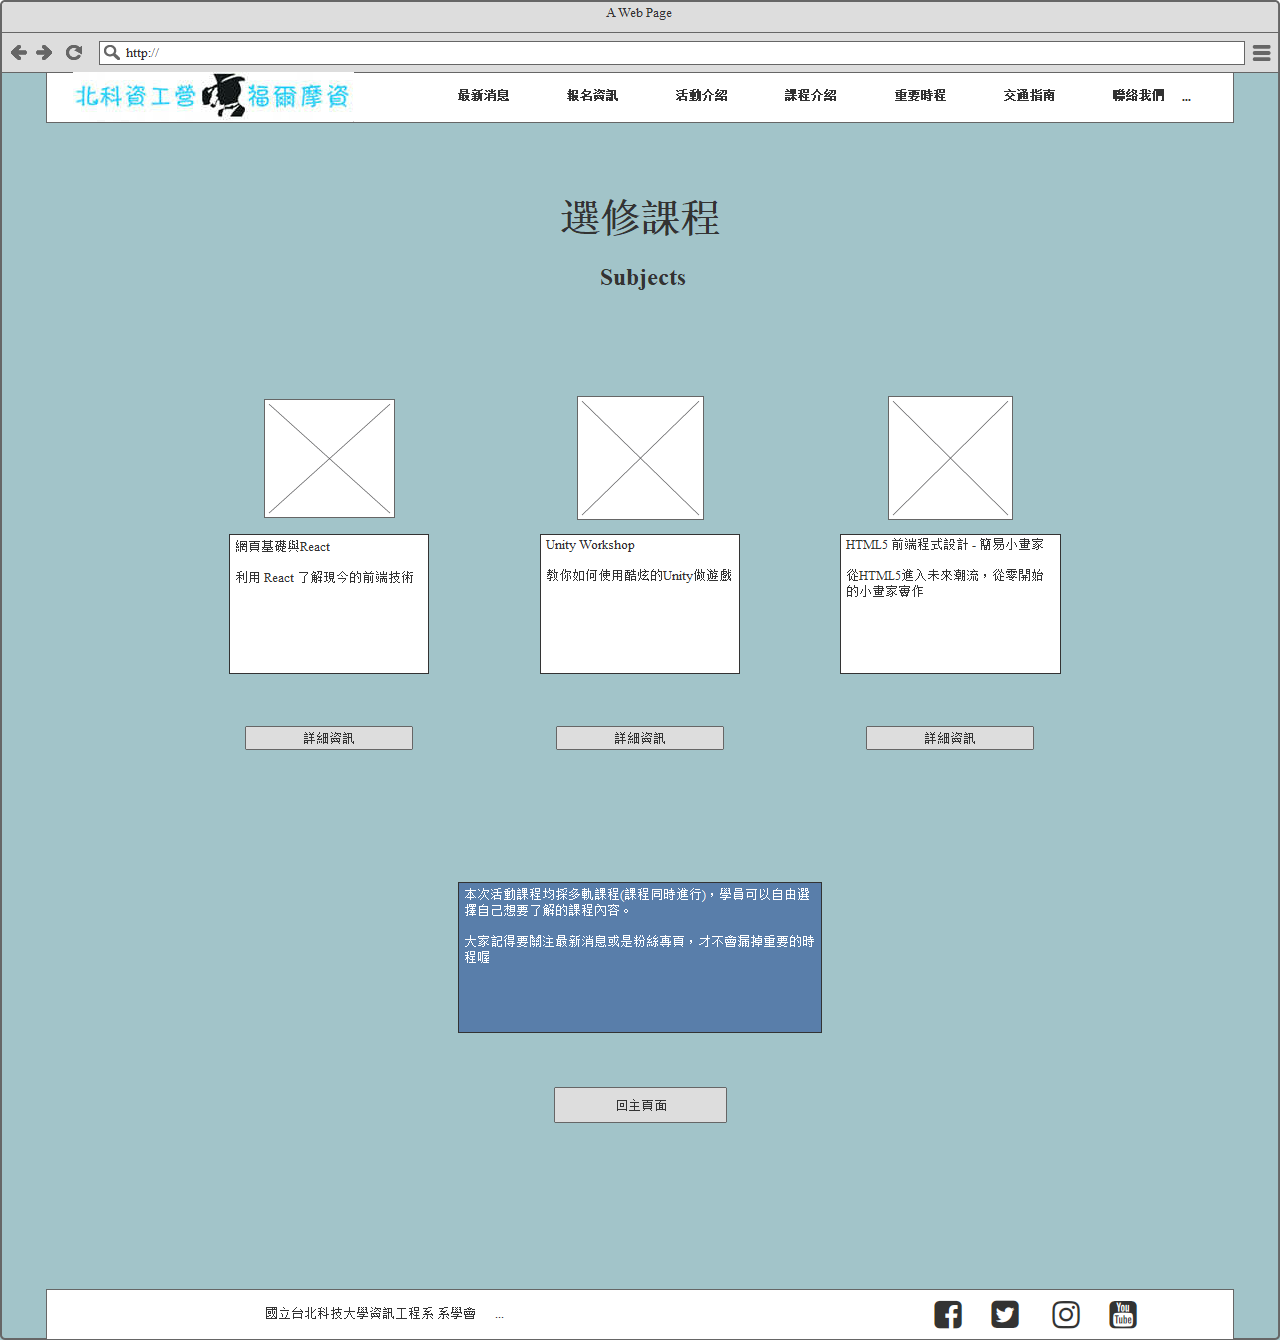 A Web Page
http://
北科資工營 福爾摩資
最新消息 報名資訊 活動介紹 課程介紹 重要時程 交通指南 聯絡我們 ...
選修課程
Subjects
網頁基礎與React
利用 React 了解現今的前端技術
Unity Workshop
教你如何使用酷炫的Unity做遊戲
HTML5 前端程式設計 - 簡易小畫家
從HTML5進入未來潮流，從零開始
的小畫家實作
詳細資訊 詳細資訊 詳細資訊
本次活動課程均採多軌課程(課程同時進行)，學員可以自由選
擇自己想要了解的課程內容。
大家記得要關注最新消息或是粉絲專頁，才不會漏掉重要的時
程喔
回主頁面
國立台北科技大學資訊工程系 系學會 ...
You
Tube